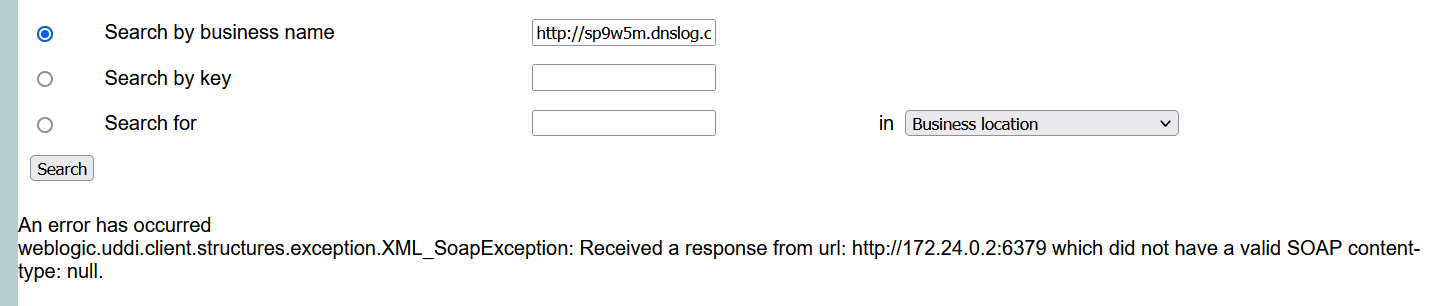 Search by business name http://sp9w5m.dnslog.c
Search by key
Search for in Business location
Search
An error has occurred
weblogic.uddi.client.structures.exception.XML_SoapException: Received a response from url: http://172.24.0.2:6379 which did not have a valid SOAP content-
type: null.